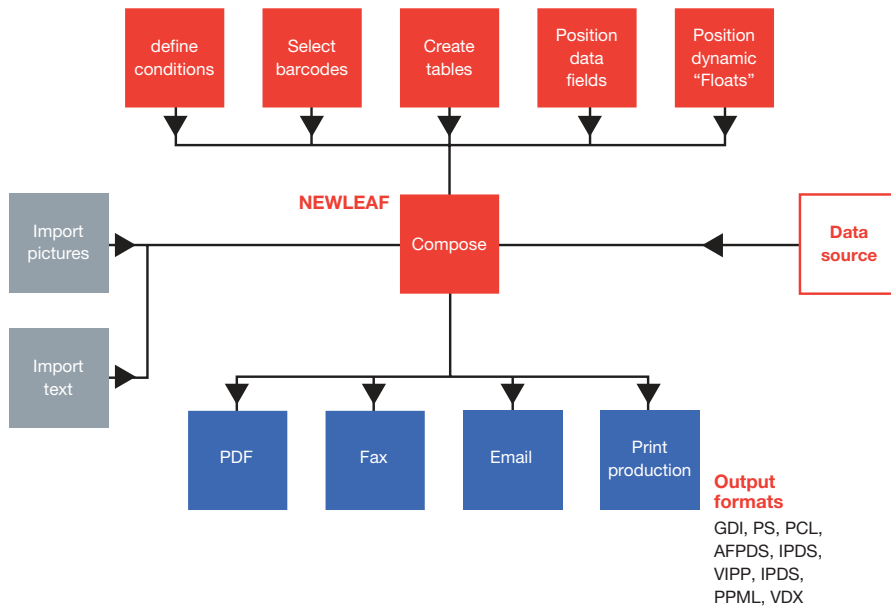 define
conditions
Select
barcodes
Create
tables
Position
data
fields
Position
dynamic
“Floats”
NEWLEAF
Import
pictures
Compose
Data
source
Import
text
PDF
Fax
Email
Print
production
Output
formats
GDI, PS, PCL,
AFPDS, IPDS,
VIPP, IPDS,
PPML, VDX